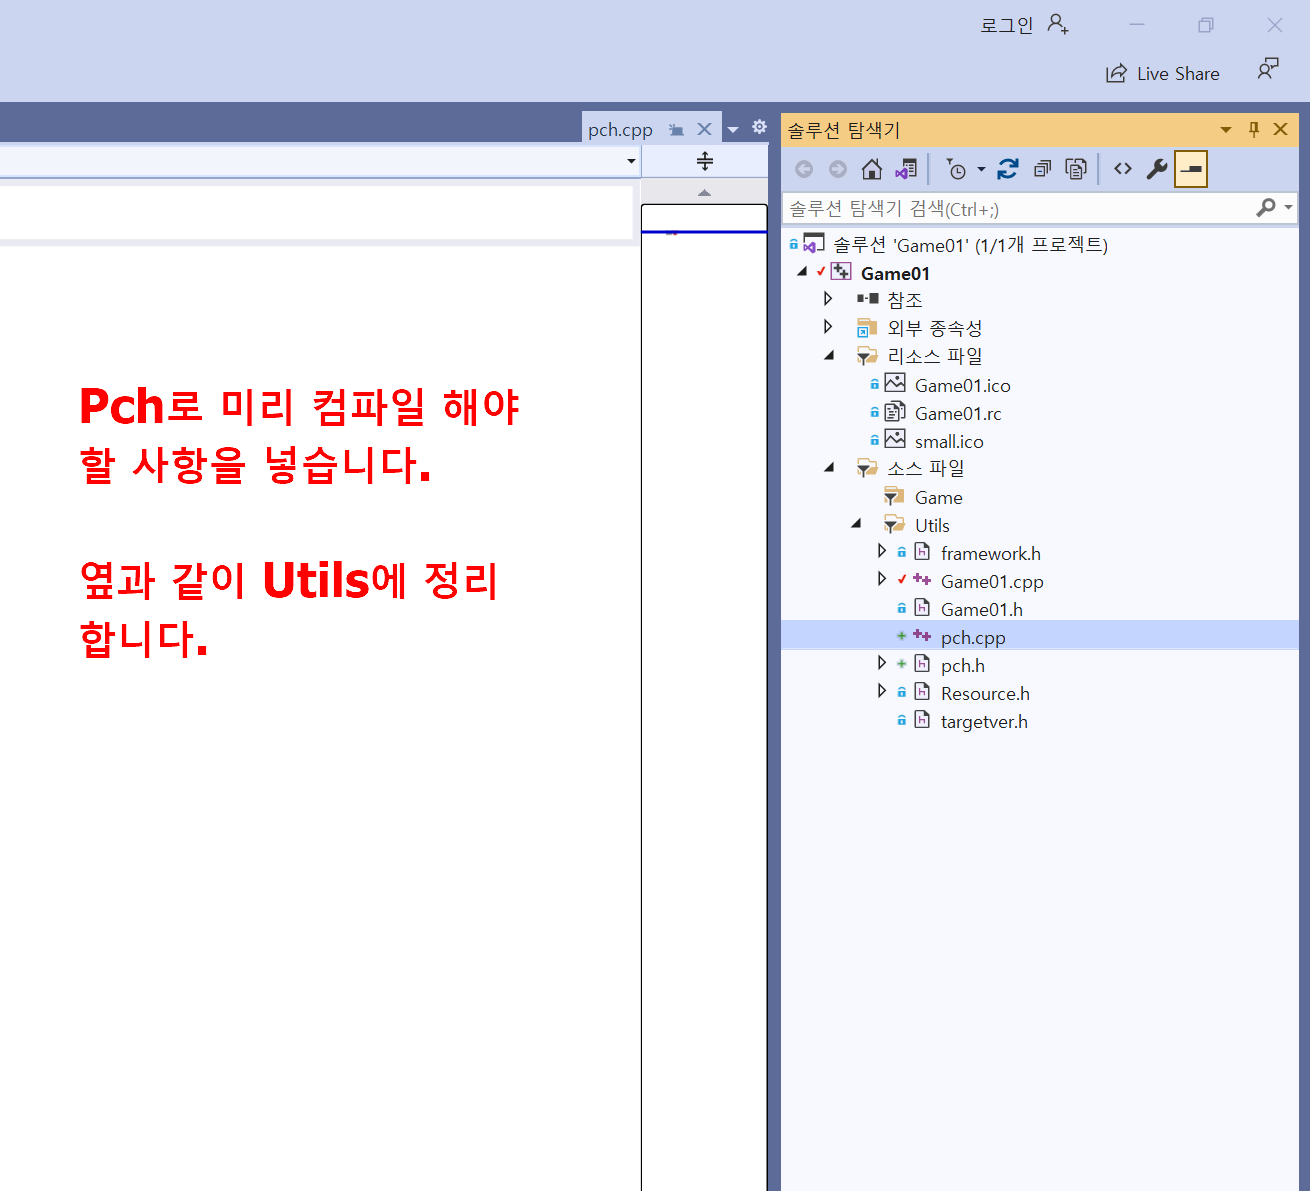 로그인
Live Share
pch.cpp
솔루션 탐색기
솔루션 탐색기 검색(Ctrl+;)
솔루션 'Game01' (1/1개 프로젝트)
Game01
참조
외부 종속성
리소스 파일
Game01.ico
Game01.rc
small.ico
소스 파일
Game
Utils
framework.h
Game01.cpp
Game01.h
pch.cpp
pch.h
Resource.h
targetver.h
Pch로 미리 컴파일 해야
할 사항을 넣습니다.
옆과 같이 Utils에 정리
합니다.